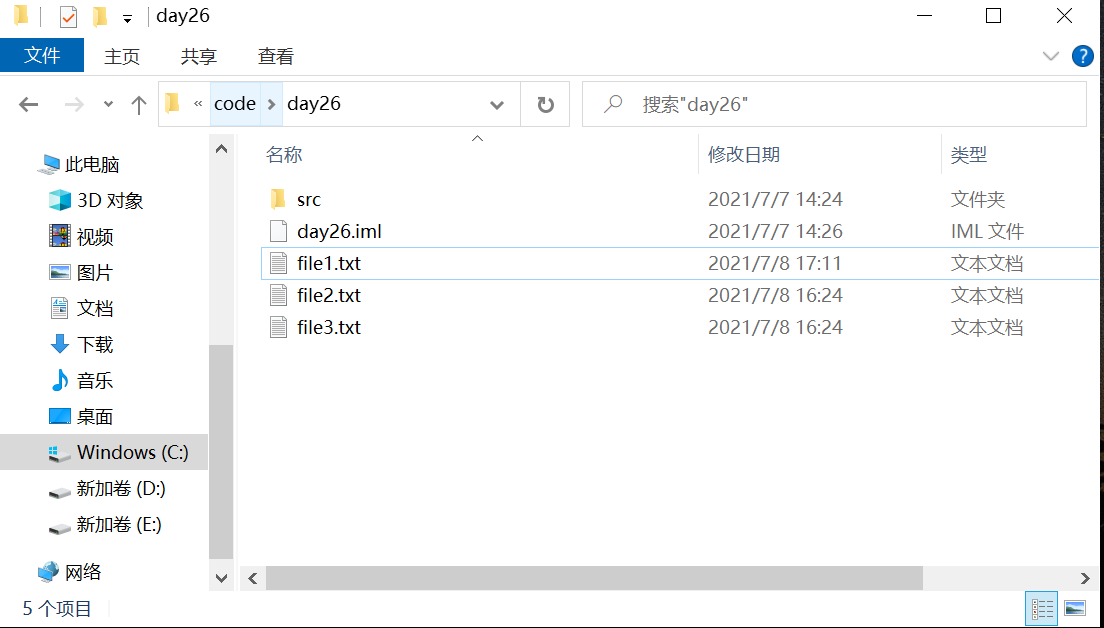 day26
文件 主页 共享 查看 ?
« code > day26 搜索"day26"
名称 修改日期 类型
此电脑
3D 对象
视频
图片
文档
下载
音乐
桌面
Windows (C:)
新加卷 (D:)
新加卷 (E:)
网络
src 2021/7/7 14:24 文件夹
day26.iml 2021/7/7 14:26 IML 文件
file1.txt 2021/7/8 17:11 文本文档
file2.txt 2021/7/8 16:24 文本文档
file3.txt 2021/7/8 16:24 文本文档
5 个项目